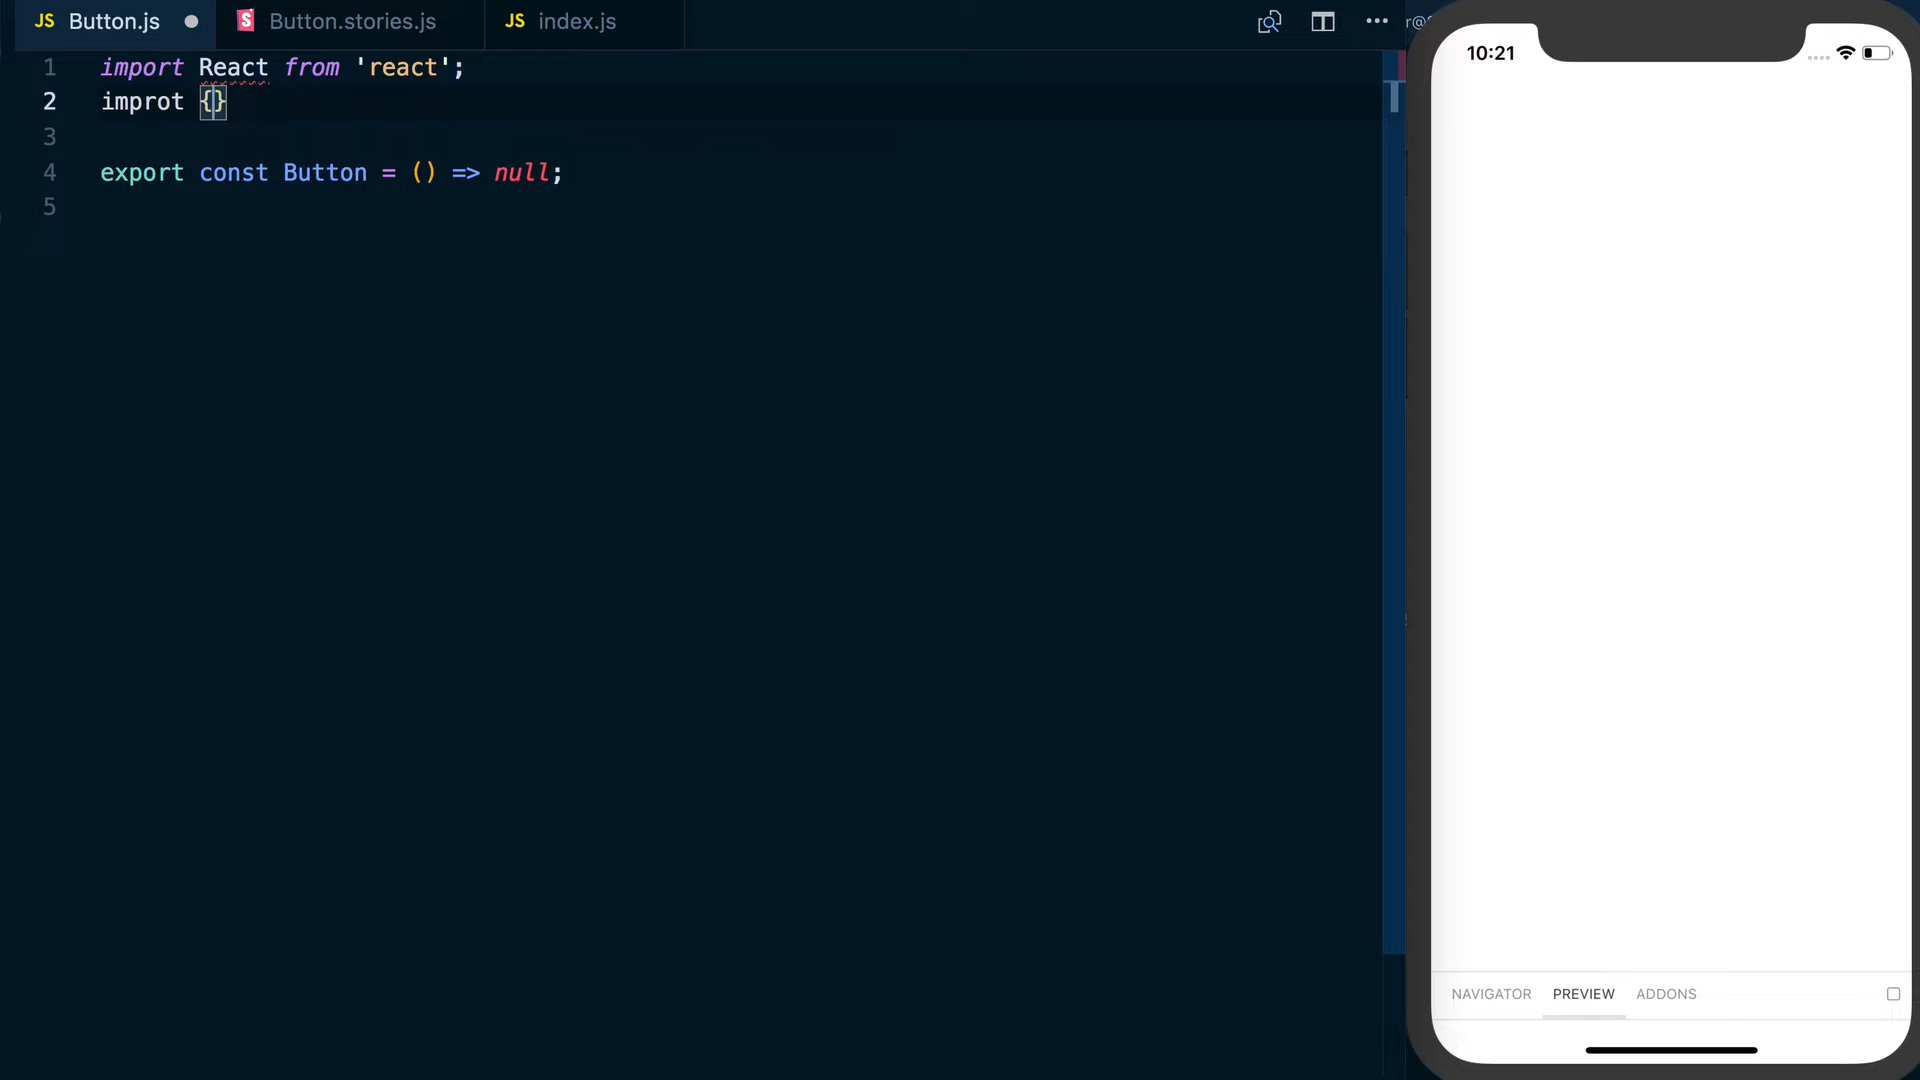 JS Button.js
Button.stories.js
JS index.js
1 import React from 'react';
2 improt {}
3
4 export const Button = () => null;
5
10:21
NAVIGATOR PREVIEW ADDONS